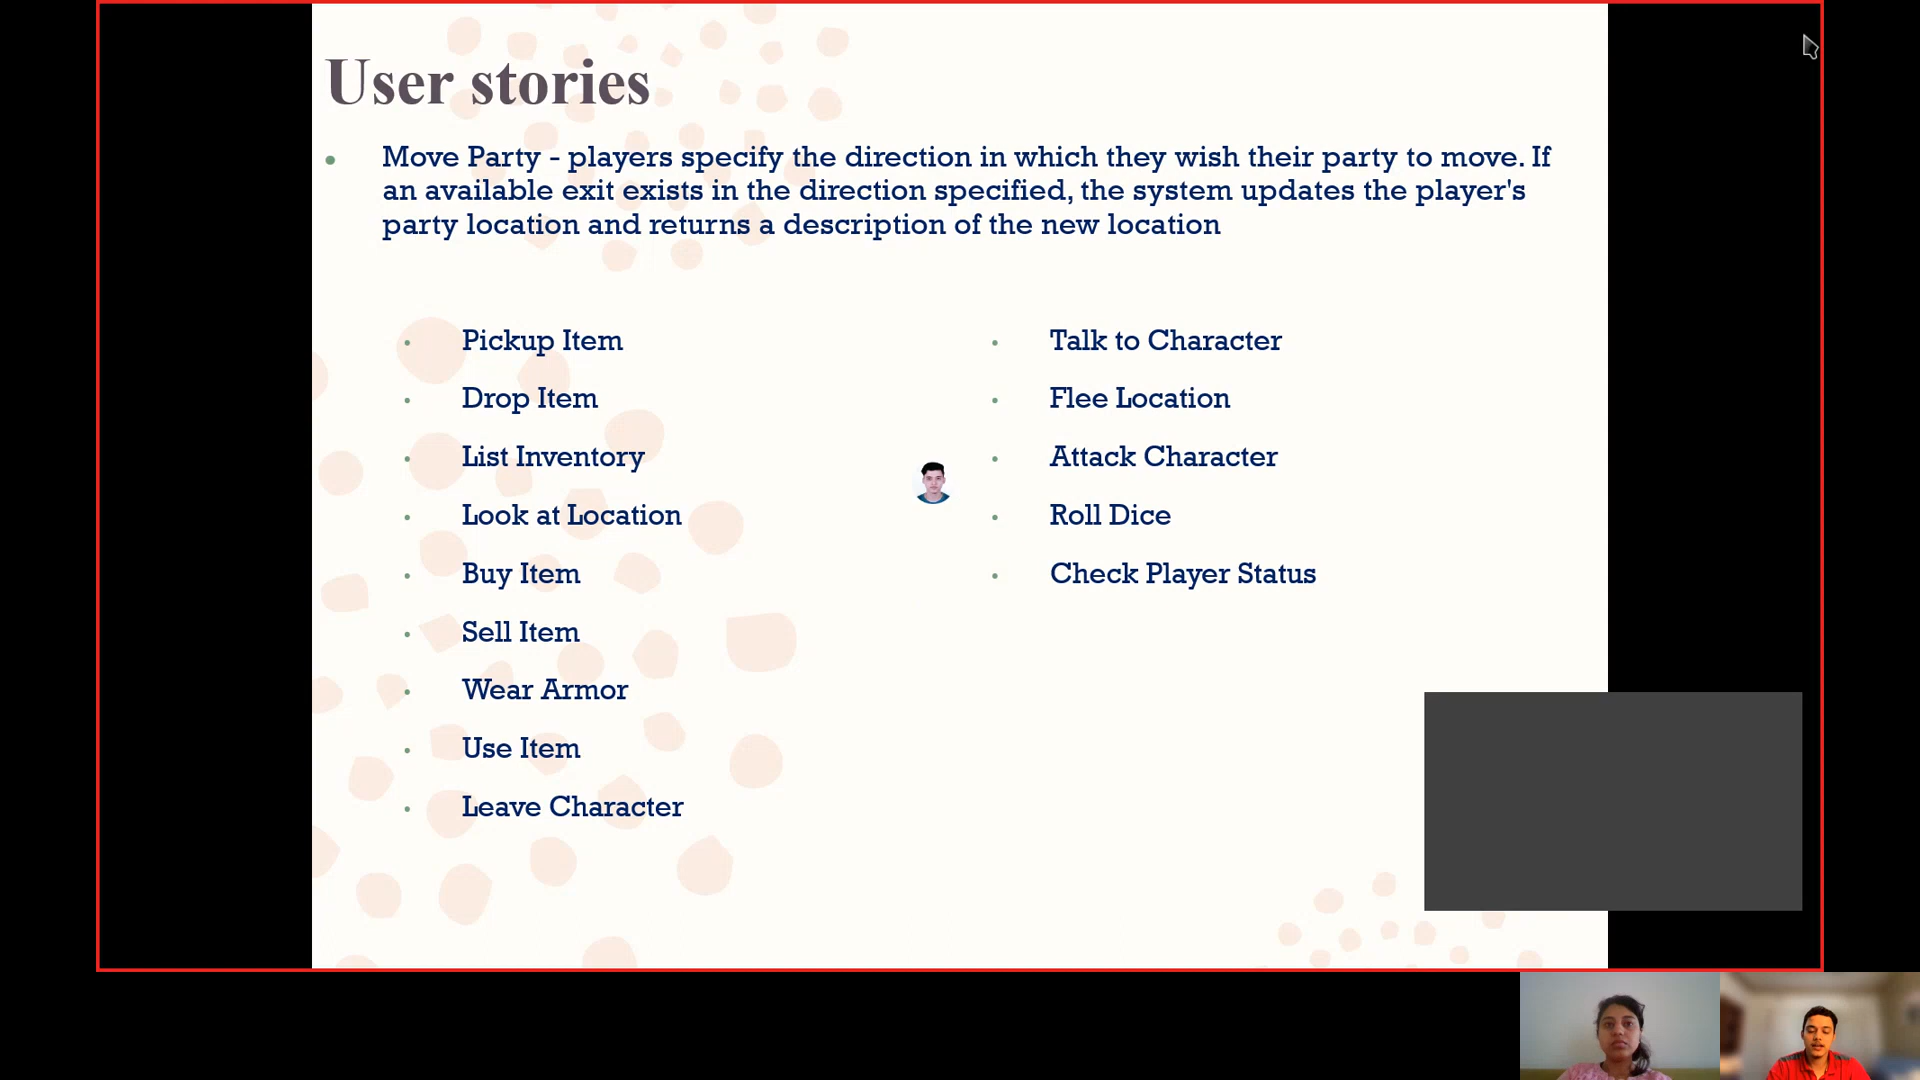 User stories
Move Party - players specify the direction in which they wish their party to move. If
an available exit exists in the direction specified, the system updates the player's
party location and returns a description of the new location
Pickup Item
Drop Item
List Inventory
Look at Location
Buy Item
Sell Item
Wear Armor
Use Item
Leave Character
Talk to Character
Flee Location
Attack Character
Roll Dice
Check Player Status